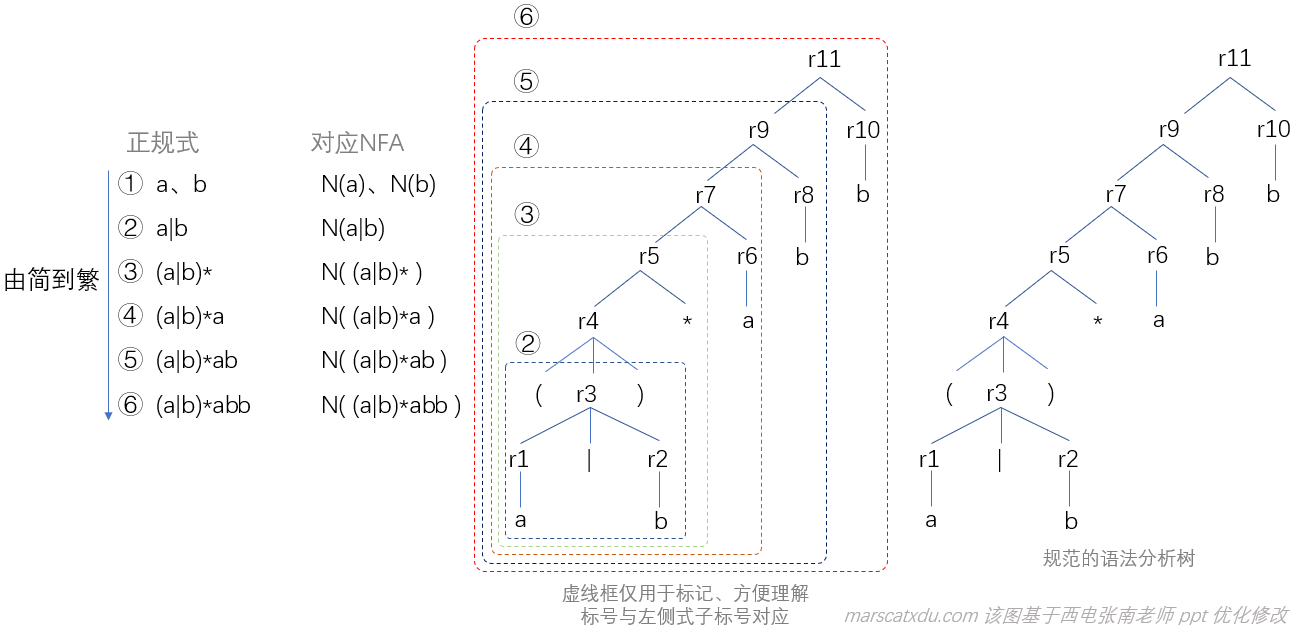 正规式 对应NFA
由简到繁
① a、b N(a)、N(b)
② a|b N(a|b)
③ (a|b)* N( (a|b)* )
④ (a|b)*a N( (a|b)*a )
⑤ (a|b)*ab N( (a|b)*ab )
⑥ (a|b)*abb N( (a|b)*abb )
⑥
r11
⑤
r9 r10
④
r7 r8 b
③
r5 r6 b
r4 * a
②
( r3 )
r1 | r2
a b
虚线框仅用于标记、方便理解
标号与左侧式子标号对应
r11
r9 r10
r7 r8 b
r5 r6 b
r4 * a
( r3 )
r1 | r2
a b
规范的语法分析树
marscatxdu.com 该图基于西电张南老师 ppt 优化修改